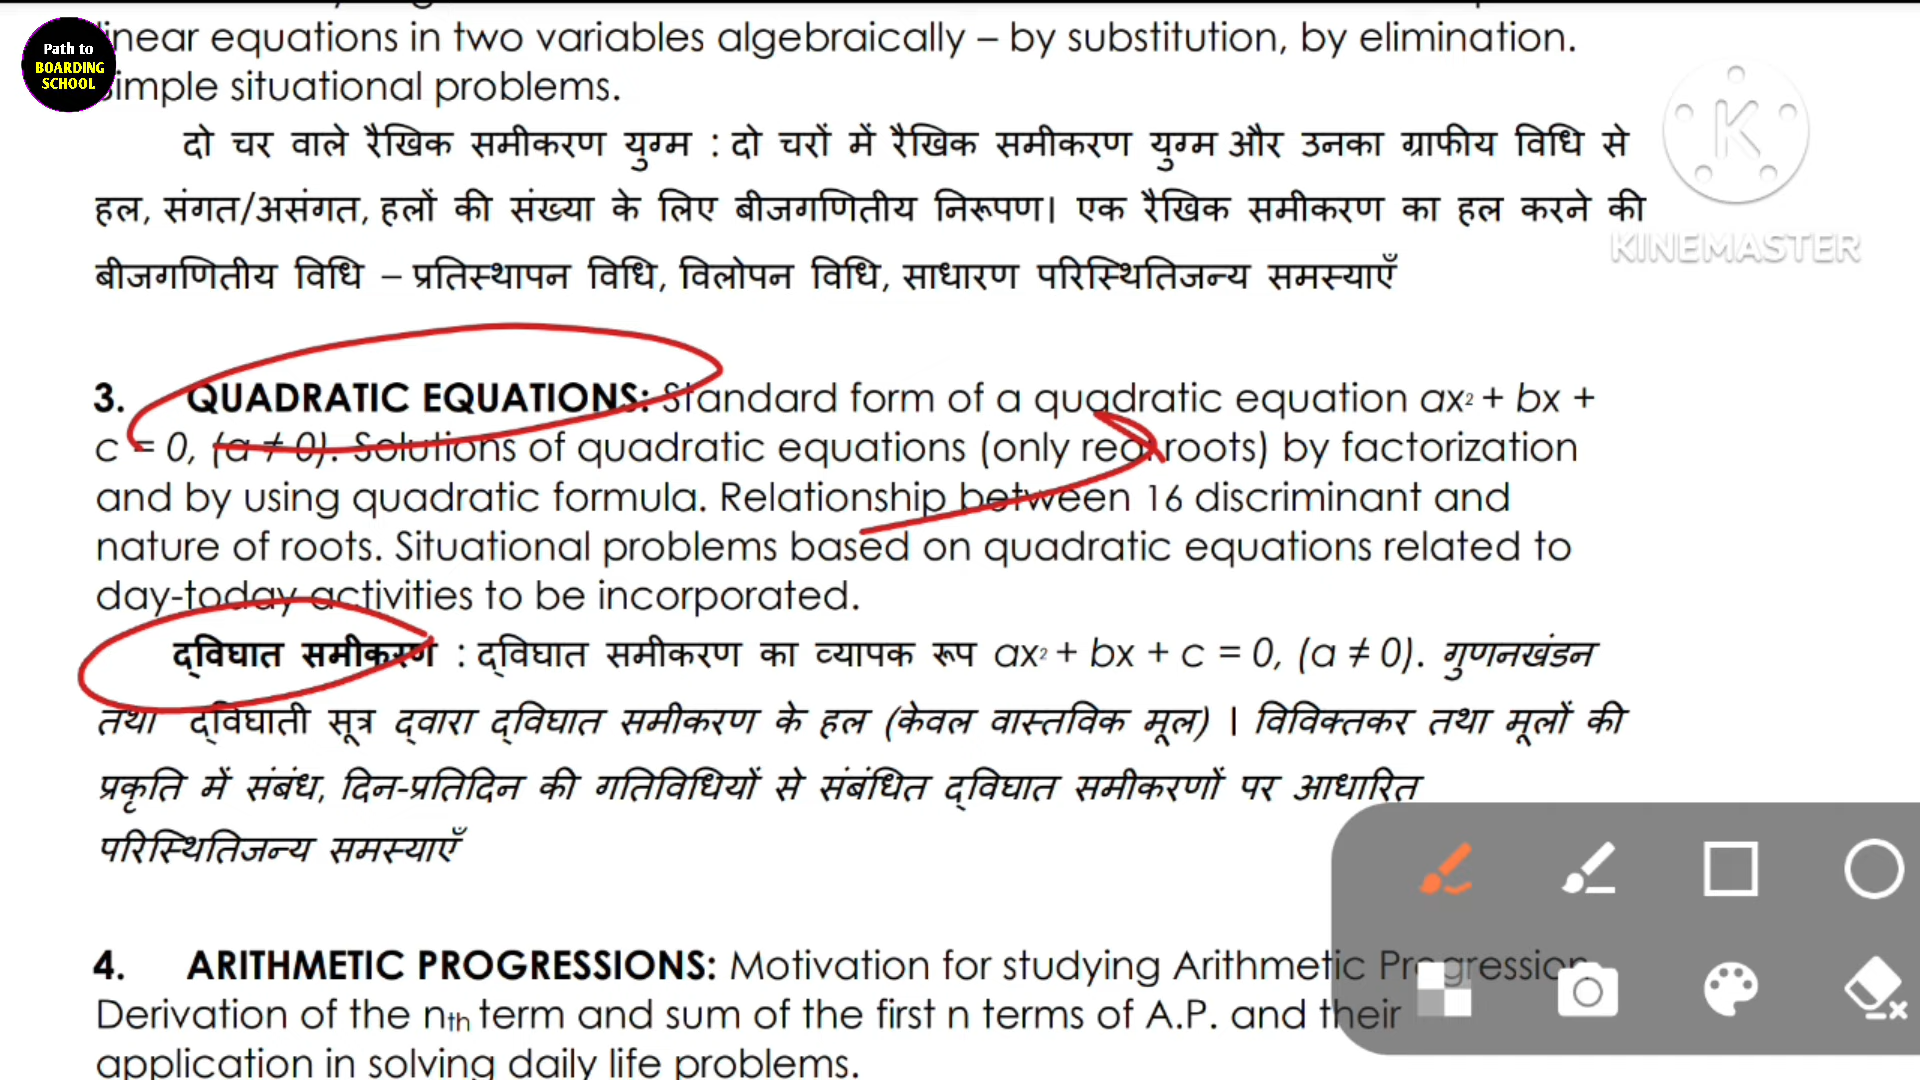 Path to
BOARDING
SCHOOL
linear equations in two variables algebraically – by substitution, by elimination.
Simple situational problems.
दो चर वाले रैखिक समीकरण युग्म : दो चरों में रैखिक समीकरण युग्म और उनका ग्राफीय विधि से
हल, संगत/असंगत, हलों की संख्या के लिए बीजगणितीय निरूपण। एक रैखिक समीकरण का हल करने की
बीजगणितीय विधि – प्रतिस्थापन विधि, विलोपन विधि, साधारण परिस्थितिजन्य समस्याएँ
K
KINEMASTER
3. QUADRATIC EQUATIONS: Standard form of a quadratic equation ax² + bx +
c = 0, (a ≠ 0). Solutions of quadratic equations (only real roots) by factorization
and by using quadratic formula. Relationship between 16 discriminant and
nature of roots. Situational problems based on quadratic equations related to
day-today activities to be incorporated.
द्विघात समीकरण : द्विघात समीकरण का व्यापक रूप ax² + bx + c = 0, (a ≠ 0). गुणनखंडन
तथा द्विघाती सूत्र द्वारा द्विघात समीकरण के हल (केवल वास्तविक मूल) | विविक्तकर तथा मूलों की
प्रकृति में संबंध, दिन-प्रतिदिन की गतिविधियों से संबंधित द्विघात समीकरणों पर आधारित
परिस्थितिजन्य समस्याएँ
4. ARITHMETIC PROGRESSIONS: Motivation for studying Arithmetic Progression
Derivation of the nth term and sum of the first n terms of A.P. and their
application in solving daily life problems.